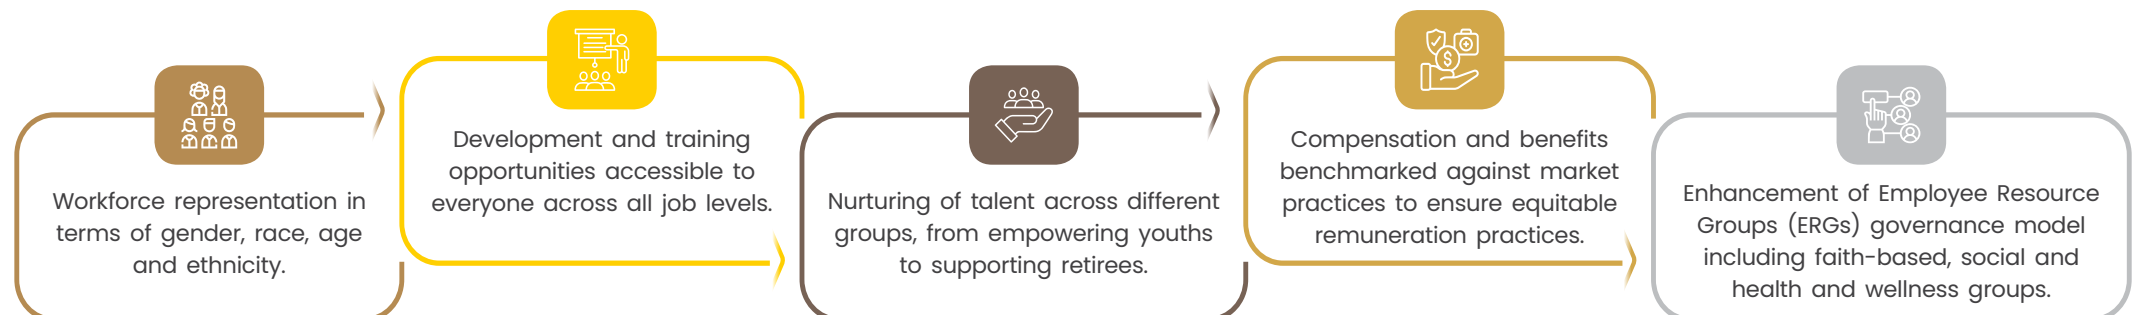 Workforce representation in
terms of gender, race, age
and ethnicity.
Development and training
opportunities accessible to
everyone across all job levels.
Nurturing of talent across different
groups, from empowering youths
to supporting retirees.
Compensation and benefits
benchmarked against market
practices to ensure equitable
remuneration practices.
Enhancement of Employee Resource
Groups (ERGs) governance model
including faith-based, social and
health and wellness groups.